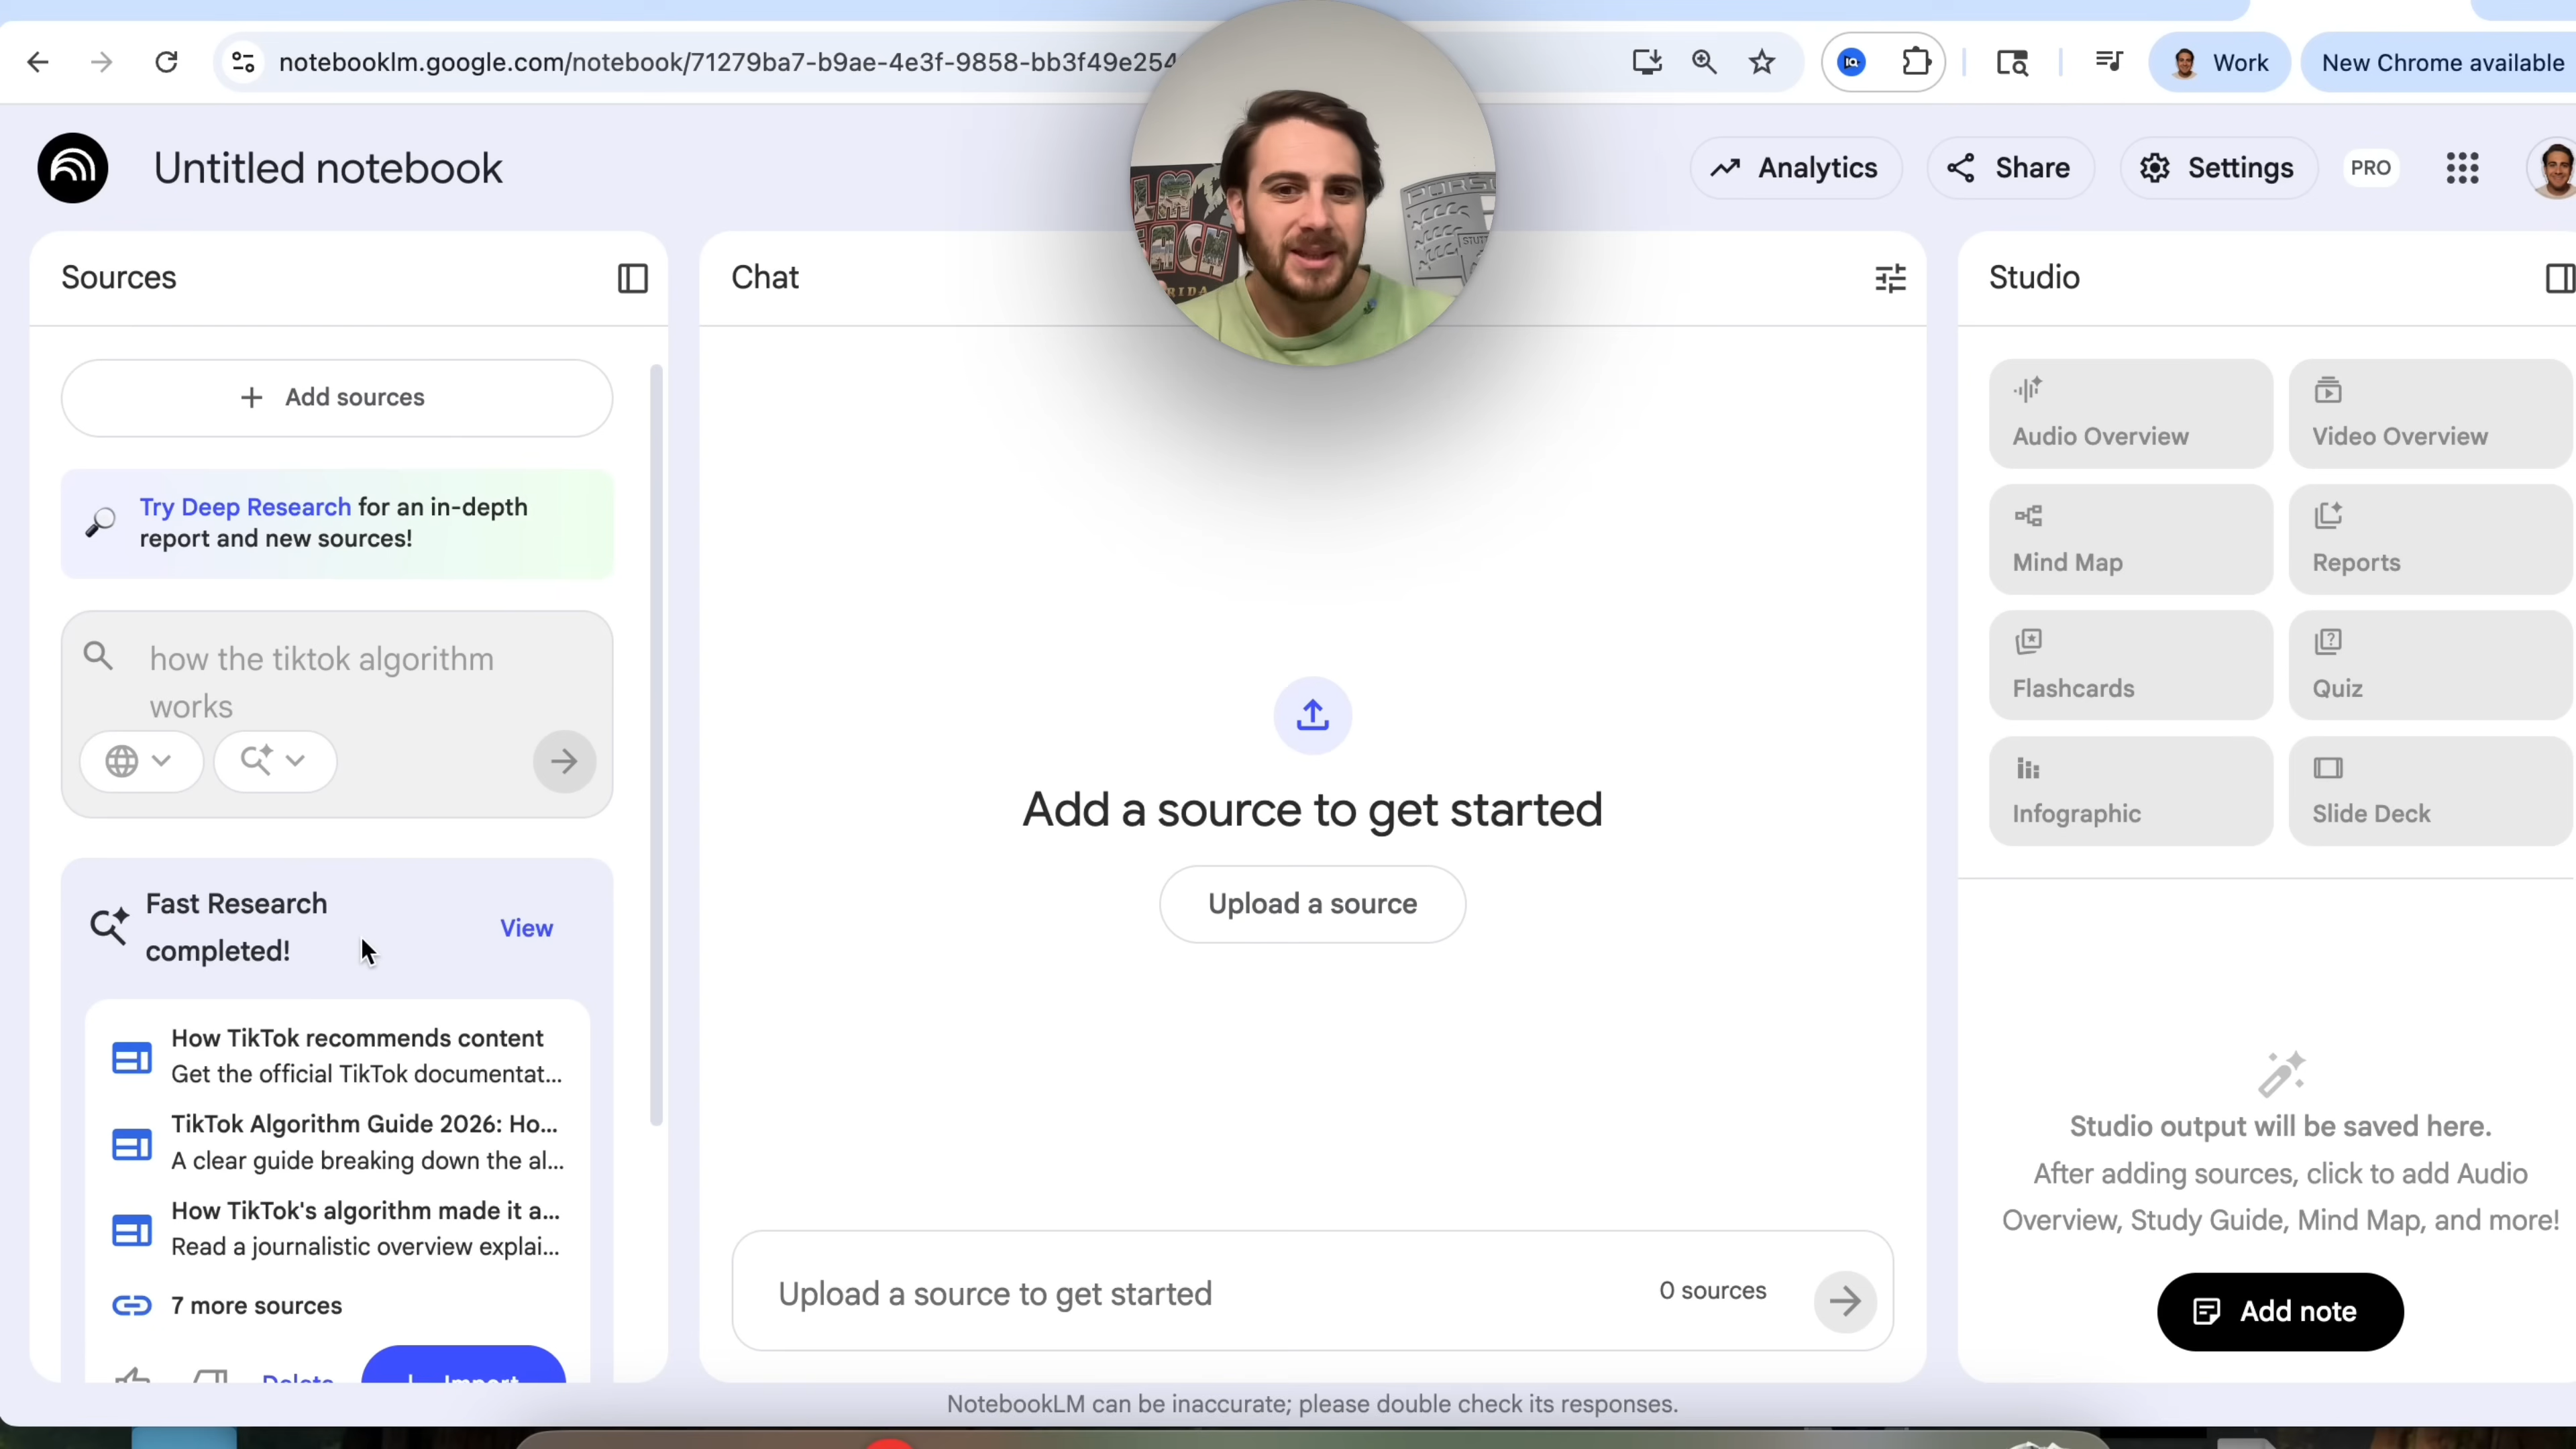 notebooklm.google.com/notebook/71279ba7-b9ae-4e3f-9858-bb3f49e254
IQ
Work
New Chrome available
Untitled notebook
Analytics
Share
Settings
PRO
Sources
Chat
Studio
Add sources
Try Deep Research for an in-depth
report and new sources!
how the tiktok algorithm
works
Fast Research
completed!
View
How TikTok recommends content
Get the official TikTok documentat...
TikTok Algorithm Guide 2026: Ho...
A clear guide breaking down the al...
How TikTok's algorithm made it a...
Read a journalistic overview explai...
7 more sources
Delete
Import
Add a source to get started
Upload a source
Upload a source to get started
0 sources
Audio Overview
Video Overview
Mind Map
Reports
Flashcards
Quiz
Infographic
Slide Deck
Studio output will be saved here.
After adding sources, click to add Audio
Overview, Study Guide, Mind Map, and more!
Add note
NotebookLM can be inaccurate; please double check its responses.